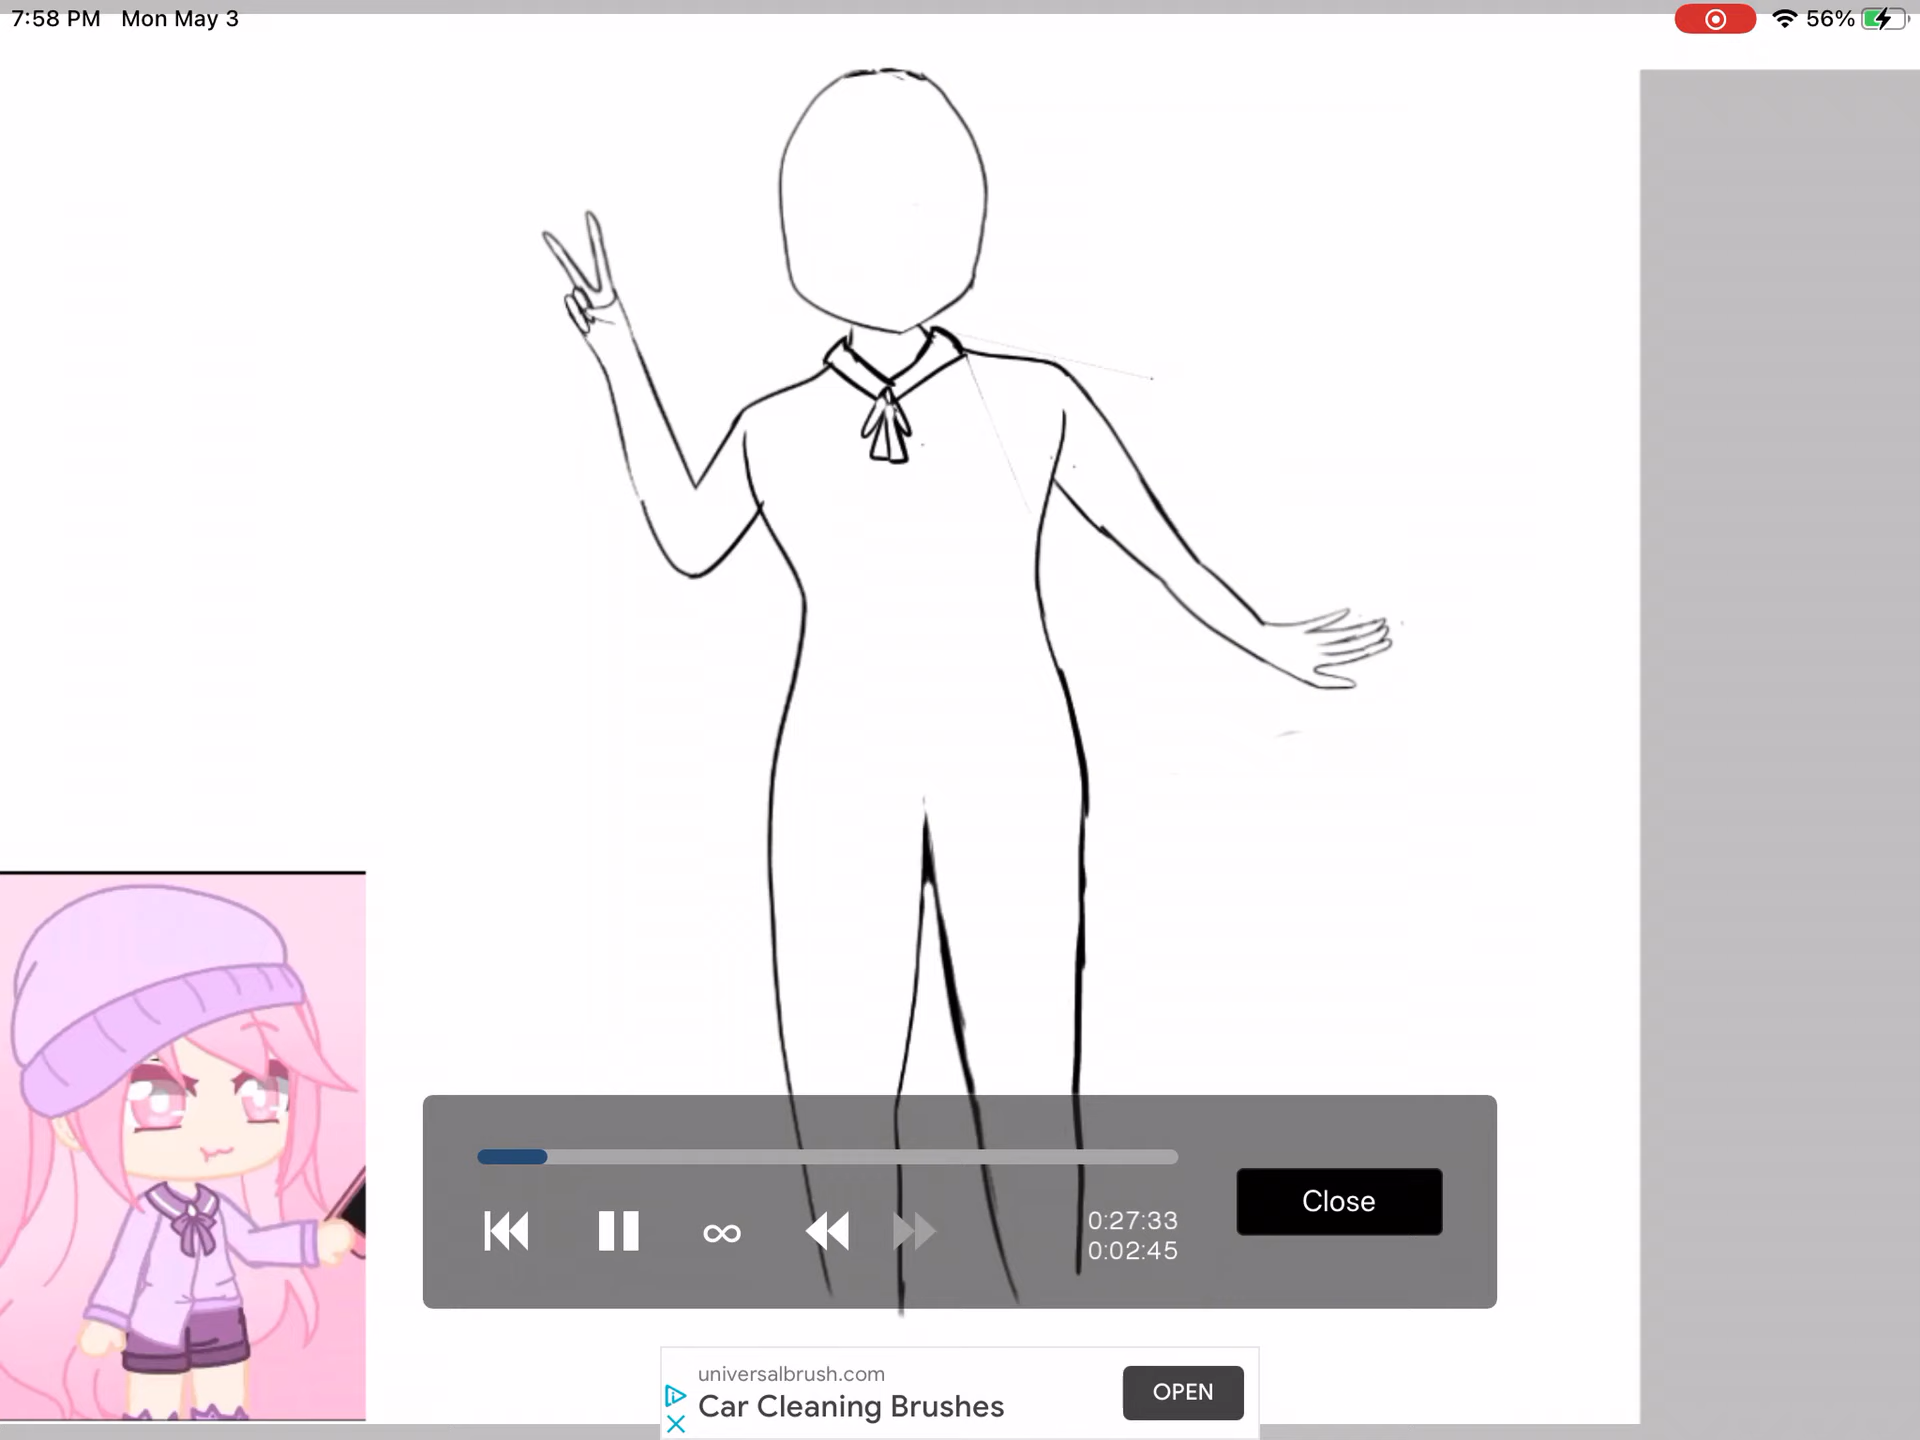 7:58 PM Mon May 3
56%
0:27:33
0:02:45
Close
universalbrush.com
Car Cleaning Brushes
OPEN